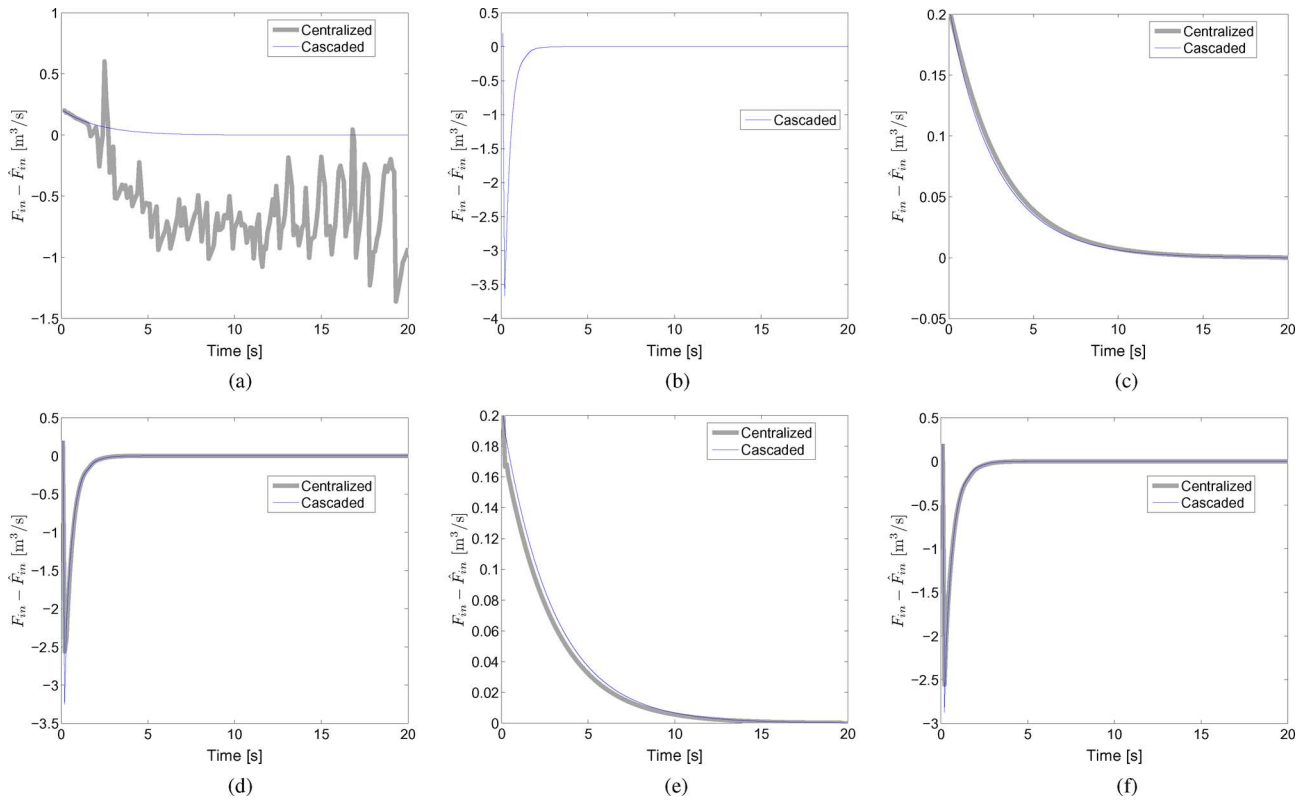 1
0.5
0
−0.5
−1
−1.5
0 5 10 15 20
F_in − F̂_in [m³/s]
Time [s]
Centralized
Cascaded
(a)
0.5
0
−0.5
−1
−1.5
−2
−2.5
−3
−3.5
−4
0 5 10 15 20
F_in − F̂_in [m³/s]
Time [s]
Cascaded
(b)
0.2
0.15
0.1
0.05
0
−0.05
0 5 10 15 20
F_in − F̂_in [m³/s]
Time [s]
Centralized
Cascaded
(c)
0.5
0
−0.5
−1
−1.5
−2
−2.5
−3
−3.5
0 5 10 15 20
F_in − F̂_in [m³/s]
Time [s]
Centralized
Cascaded
(d)
0.2
0.18
0.16
0.14
0.12
0.1
0.08
0.06
0.04
0.02
0
0 5 10 15 20
F_in − F̂_in [m³/s]
Time [s]
Centralized
Cascaded
(e)
0.5
0
−0.5
−1
−1.5
−2
−2.5
−3
0 5 10 15 20
F_in − F̂_in [m³/s]
Time [s]
Centralized
Cascaded
(f)